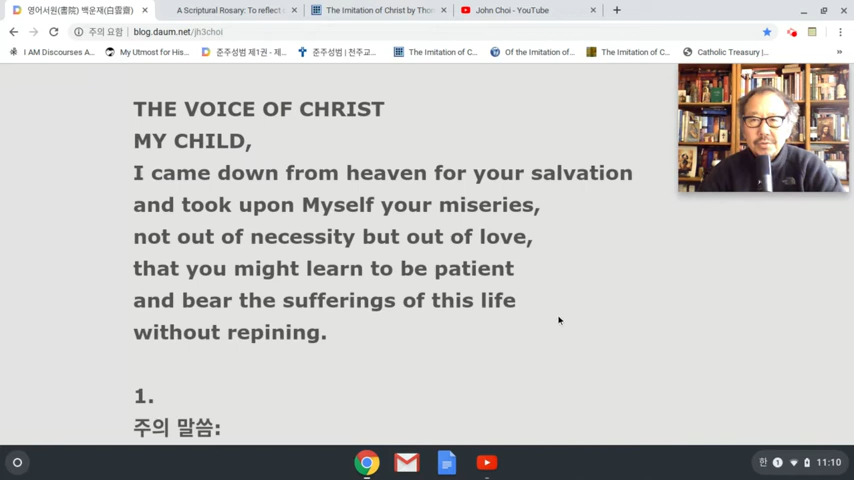 영어서원(書院) 백운재(白雲齋)
A Scriptural Rosary: To reflect
The Imitation of Christ by Tho
John Choi - YouTube
주의 요함
blog.daum.net/jh3choi
I AM Discourses A...
My Utmost for His...
준주성범 제1권 - 제...
준주성범 | 천주교...
The Imitation of C...
Of the Imitation of...
The Imitation of C...
Catholic Treasury |...
»
THE VOICE OF CHRIST
MY CHILD,
I came down from heaven for your salvation
and took upon Myself your miseries,
not out of necessity but out of love,
that you might learn to be patient
and bear the sufferings of this life
without repining.
1.
주의 말씀:
한
1
11:10